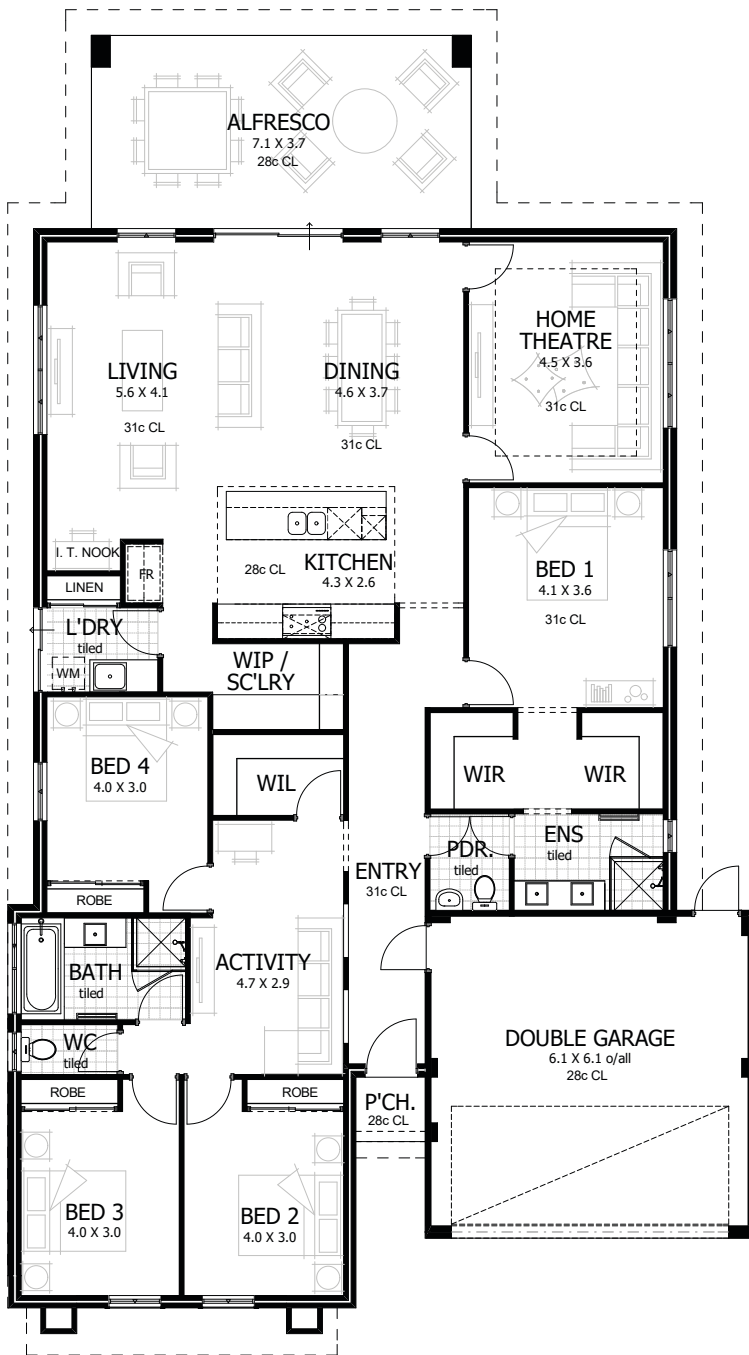 ALFRESCO
7.1 X 3.7
28c CL
LIVING
5.6 X 4.1
31c CL
DINING
4.6 X 3.7
31c CL
HOME
THEATRE
4.5 X 3.6
31c CL
I. T. NOOK
FR
LINEN
28c CL
KITCHEN
4.3 X 2.6
BED 1
4.1 X 3.6
31c CL
L'DRY
tiled
WM
WIP /
SC'LRY
BED 4
4.0 X 3.0
WIL
WIR
WIR
ROBE
ENTRY
31c CL
PDR.
tiled
ENS
tiled
BATH
tiled
ACTIVITY
4.7 X 2.9
WC
tiled
DOUBLE GARAGE
6.1 X 6.1 o/all
28c CL
ROBE
ROBE
P'CH.
28c CL
BED 3
4.0 X 3.0
BED 2
4.0 X 3.0